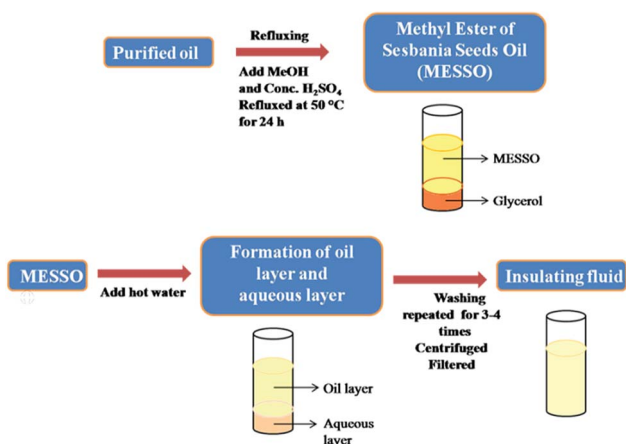 Purified oil
Refluxing
Add MeOH
and Conc. H₂SO₄
Refluxed at 50 °C
for 24 h
Methyl Ester of
Sesbania Seeds Oil
(MESSO)
MESSO
Glycerol
MESSO
Add hot water
Formation of oil
layer and
aqueous layer
Oil layer
Aqueous
layer
Washing
repeated for 3-4
times
Centrifuged
Filtered
Insulating fluid